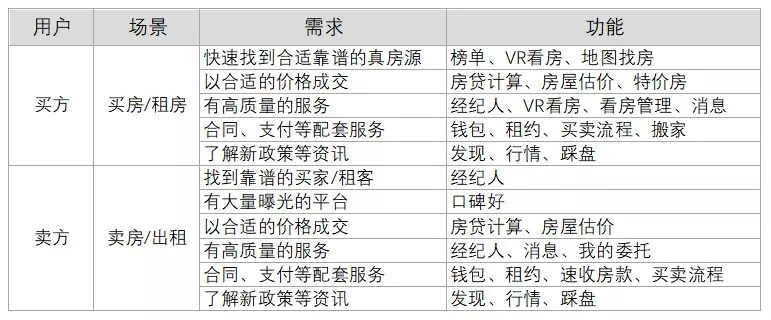 用户 场景 需求 功能
快速找到合适靠谱的真房源 榜单、VR看房、地图找房
以合适的价格成交 房贷计算、房屋估价、特价房
买方 买房/租房 有高质量的服务 经纪人、VR看房、看房管理、消息
合同、支付等配套服务 钱包、租约、买卖流程、搬家
了解新政策等资讯 发现、行情、踩盘
找到靠谱的买家/租客 经纪人
有大量曝光的平台 口碑好
卖方 卖房/出租 以合适的价格成交 房贷计算、房屋估价
有高质量的服务 经纪人、消息、我的委托
合同、支付等配套服务 钱包、租约、速收房款、买卖流程
了解新政策等资讯 发现、行情、踩盘